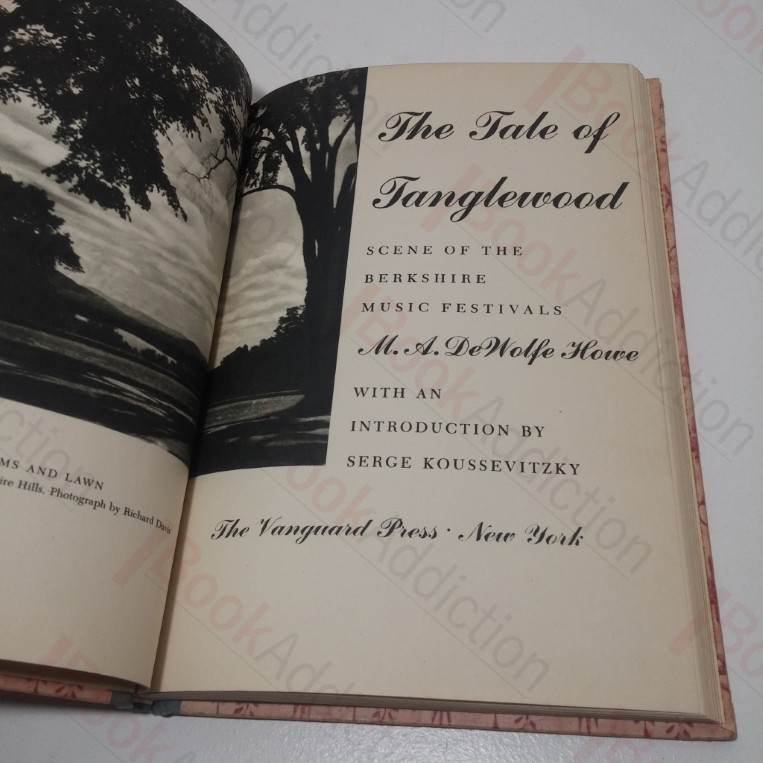 MS AND LAWN
ire Hills. Photograph by Richard Davis
The Tale of
Tanglewood
SCENE OF THE
BERKSHIRE
MUSIC FESTIVALS
M. A. DeWolfe Howe
WITH AN
INTRODUCTION BY
SERGE KOUSSEVITZKY
The Vanguard Press · New York
BookAddiction